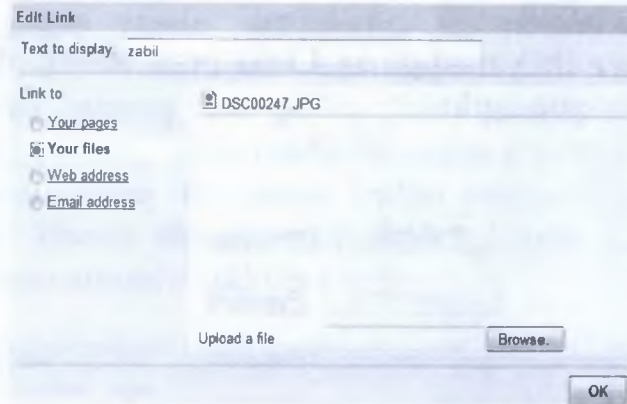 Edit Link
Text to display zabil
Link to
DSC00247 JPG
Your pages
Your files
Web address
Email address
Upload a file Browse.
OK